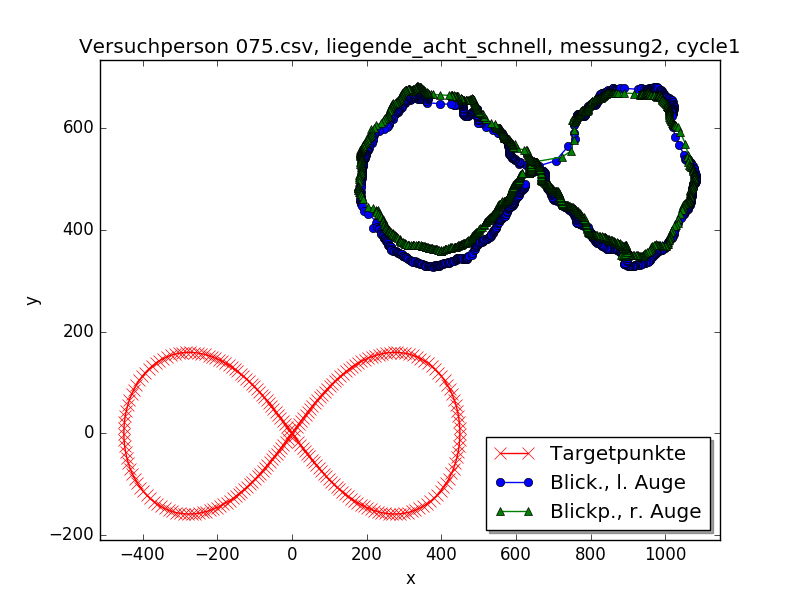 Versuchperson 075.csv, liegende_acht_schnell, messung2, cycle1
y
600
400
200
0
−200
Targetpunkte
Blick., l. Auge
Blickp., r. Auge
−400 −200 0 200 400 600 800 1000
x